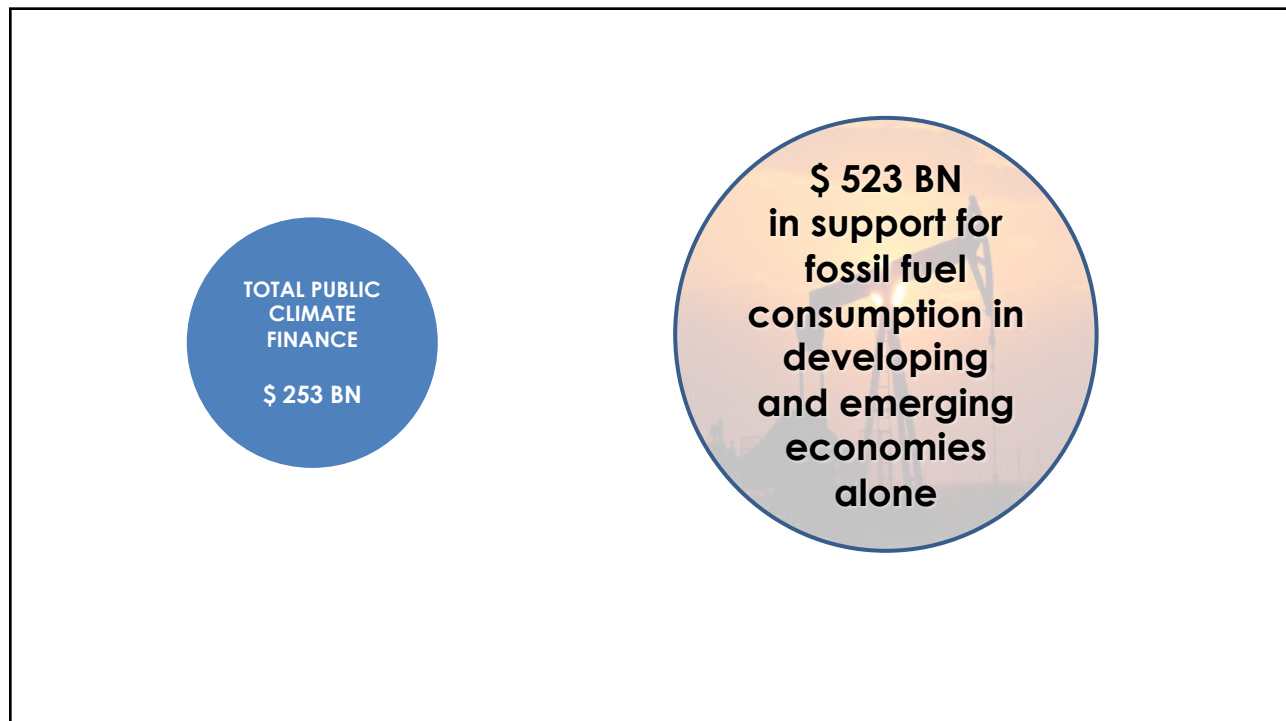 TOTAL PUBLIC
CLIMATE
FINANCE
$ 253 BN
$ 523 BN
in support for
fossil fuel
consumption in
developing
and emerging
economies
alone